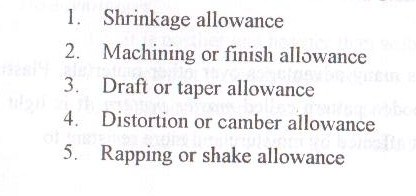 1. Shrinkage allowance
2. Machining or finish allowance
3. Draft or taper allowance
4. Distortion or camber allowance
5. Rapping or shake allowance